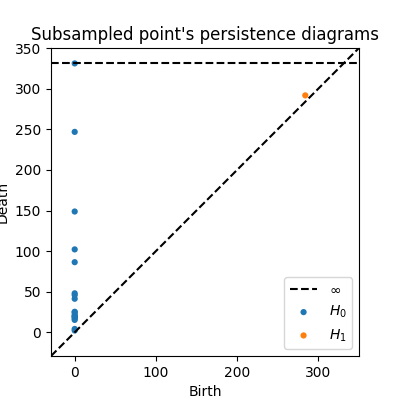 Subsampled point's persistence diagrams
350
300
250
200
150
100
50
0
Death
0 100 200 300
Birth
∞
H₀
H₁